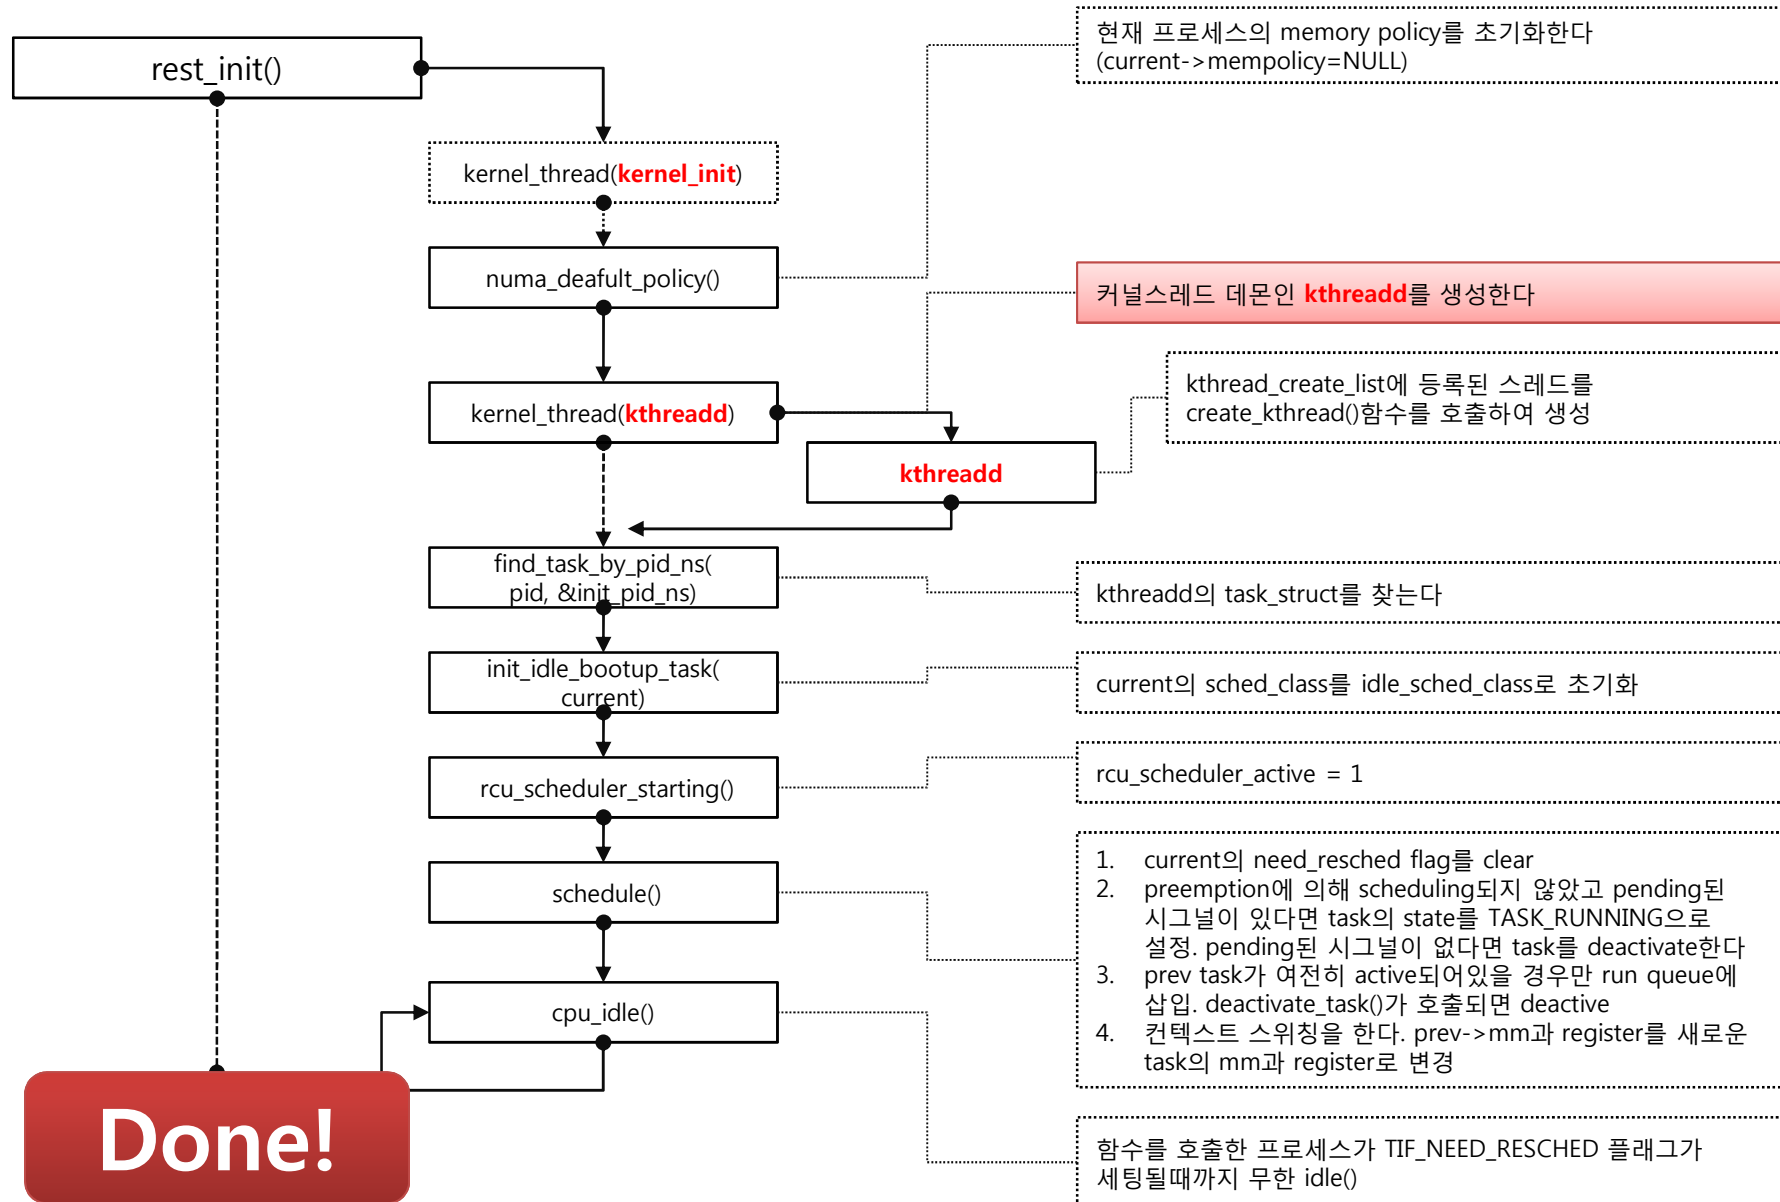 rest_init()
현재 프로세스의 memory policy를 초기화한다
(current->mempolicy=NULL)
kernel_thread(kernel_init)
numa_deafult_policy()
커널스레드 데몬인 kthreadd를 생성한다
kernel_thread(kthreadd)
kthread_create_list에 등록된 스레드를
create_kthread()함수를 호출하여 생성
kthreadd
find_task_by_pid_ns(
pid, &init_pid_ns)
kthreadd의 task_struct를 찾는다
init_idle_bootup_task(
current)
current의 sched_class를 idle_sched_class로 초기화
rcu_scheduler_starting()
rcu_scheduler_active = 1
schedule()
1. current의 need_resched flag를 clear
2. preemption에 의해 scheduling되지 않았고 pending된
시그널이 있다면 task의 state를 TASK_RUNNING으로
설정. pending된 시그널이 없다면 task를 deactivate한다
3. prev task가 여전히 active되어있을 경우만 run queue에
삽입. deactivate_task()가 호출되면 deactive
4. 컨텍스트 스위칭을 한다. prev->mm과 register를 새로운
task의 mm과 register로 변경
cpu_idle()
Done!
함수를 호출한 프로세스가 TIF_NEED_RESCHED 플래그가
세팅될때까지 무한 idle()